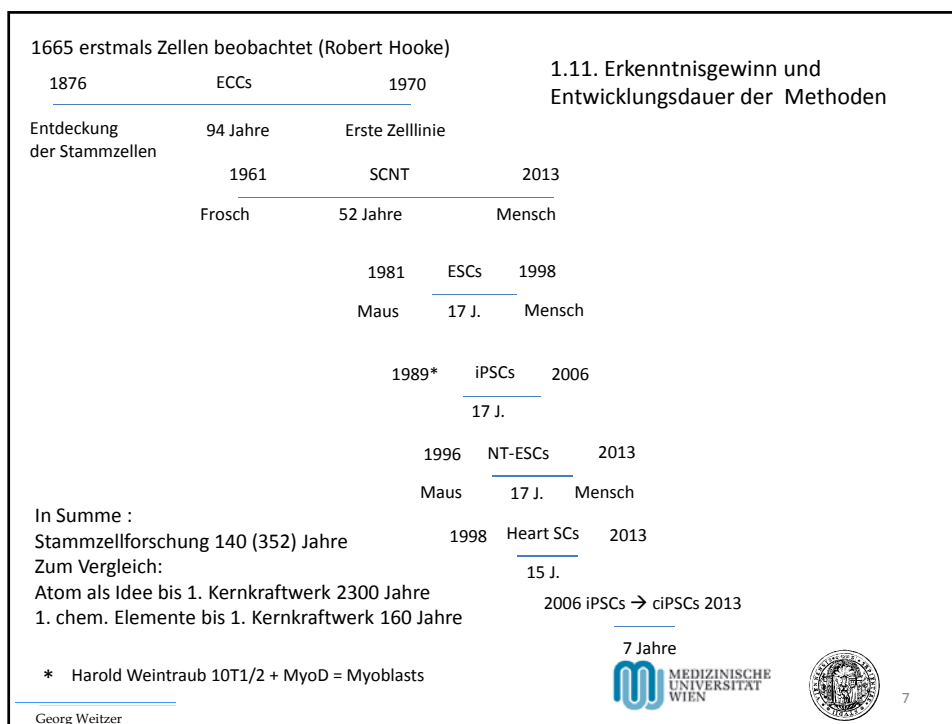 1665 erstmals Zellen beobachtet (Robert Hooke)
1.11. Erkenntnisgewinn und
Entwicklungsdauer der Methoden
1876 ECCs 1970
Entdeckung
der Stammzellen
94 Jahre Erste Zelllinie
1961 SCNT 2013
Frosch 52 Jahre Mensch
1981 ESCs 1998
Maus 17 J. Mensch
1989* iPSCs 2006
17 J.
1996 NT-ESCs 2013
Maus 17 J. Mensch
1998 Heart SCs 2013
15 J.
2006 iPSCs → ciPSCs 2013
7 Jahre
In Summe :
Stammzellforschung 140 (352) Jahre
Zum Vergleich:
Atom als Idee bis 1. Kernkraftwerk 2300 Jahre
1. chem. Elemente bis 1. Kernkraftwerk 160 Jahre
* Harold Weintraub 10T1/2 + MyoD = Myoblasts
Georg Weitzer
MEDIZINISCHE
UNIVERSITÄT
WIEN
7